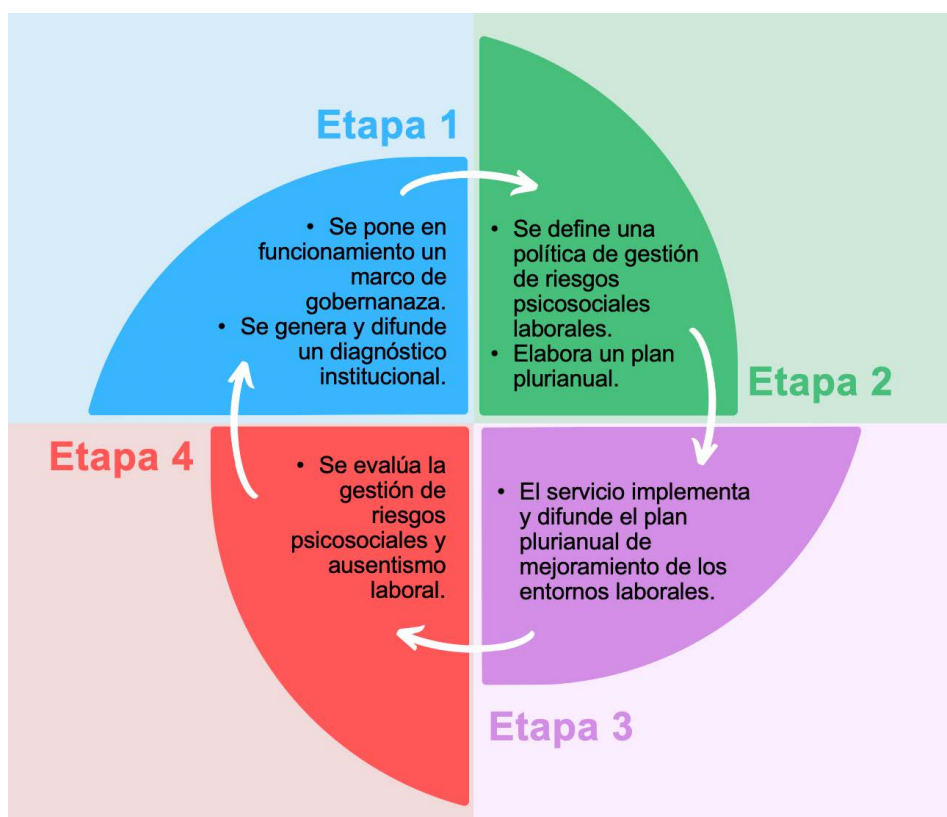 Etapa 1
• Se pone en
funcionamiento un
marco de
gobernanaza.
• Se genera y difunde
un diagnóstico
institucional.
• Se define una
política de gestión
de riesgos
psicosociales
laborales.
• Elabora un plan
plurianual.
Etapa 2
• El servicio implementa
y difunde el plan
plurianual de
mejoramiento de los
entornos laborales.
Etapa 3
Etapa 4
• Se evalúa la
gestión de
riesgos
psicosociales y
ausentismo
laboral.